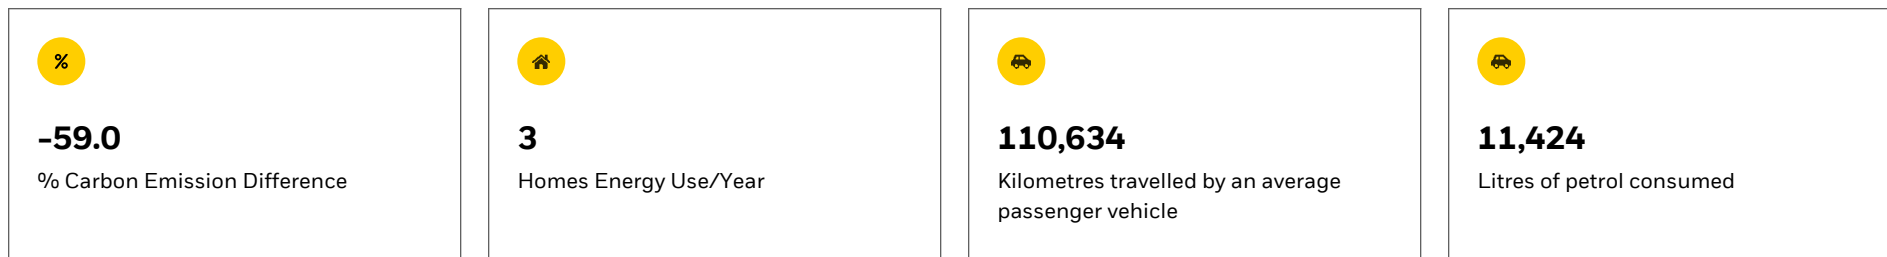 %
-59.0
% Carbon Emission Difference
3
Homes Energy Use/Year
110,634
Kilometres travelled by an average
passenger vehicle
11,424
Litres of petrol consumed